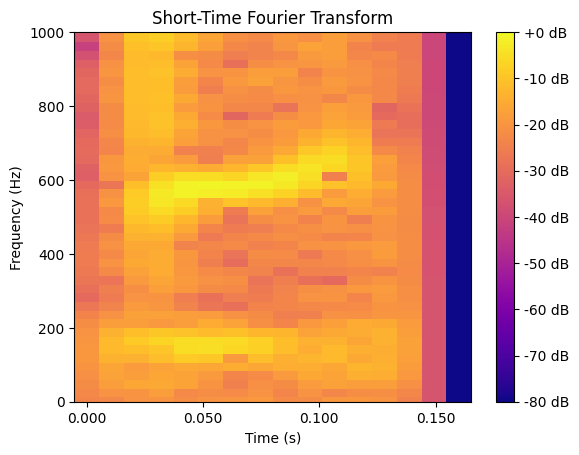 Short-Time Fourier Transform
Frequency (Hz)
1000
800
600
400
200
0
0.000
0.050
0.100
0.150
Time (s)
+0 dB
-10 dB
-20 dB
-30 dB
-40 dB
-50 dB
-60 dB
-70 dB
-80 dB